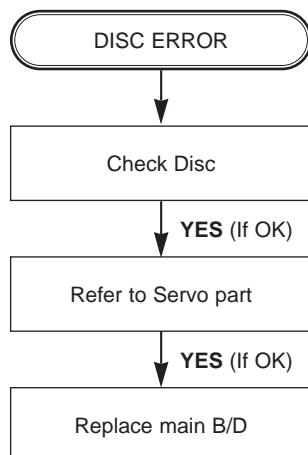 DISC ERROR
Check Disc
YES (If OK)
Refer to Servo part
YES (If OK)
Replace main B/D